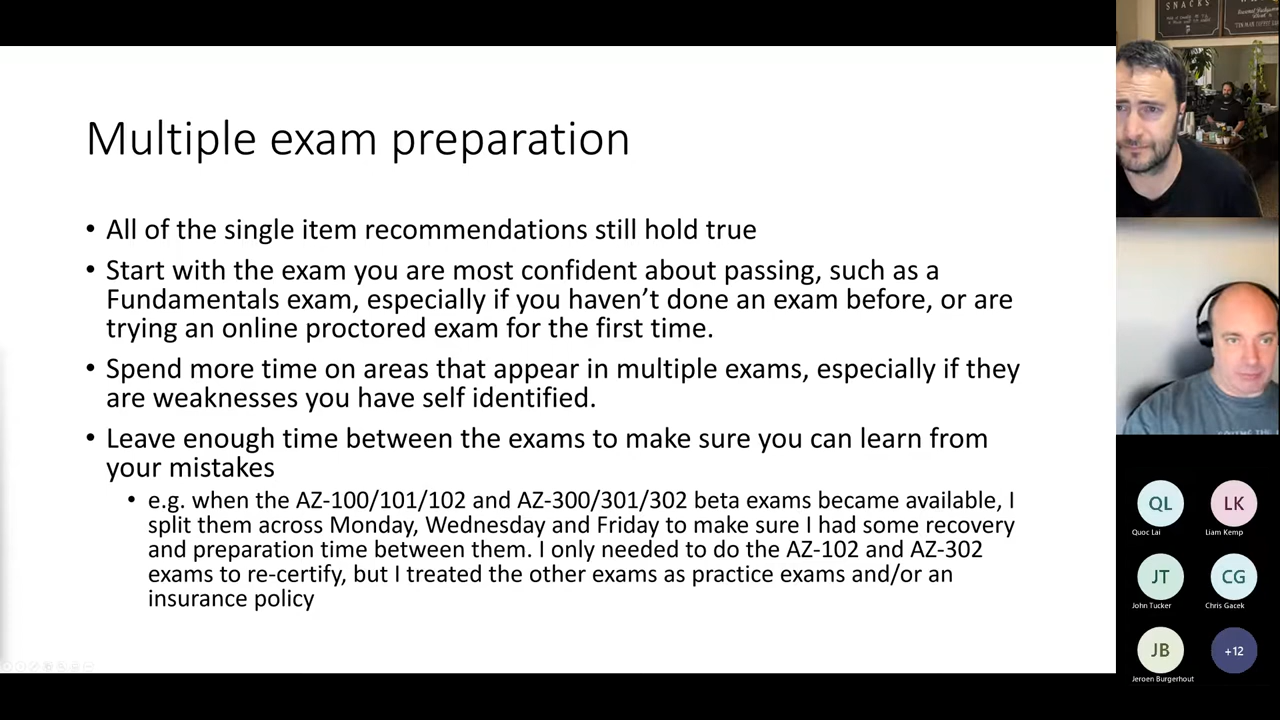 SNACKS
Multiple exam preparation
• All of the single item recommendations still hold true
• Start with the exam you are most confident about passing, such as a
Fundamentals exam, especially if you haven't done an exam before, or are
trying an online proctored exam for the first time.
• Spend more time on areas that appear in multiple exams, especially if they
are weaknesses you have self identified.
• Leave enough time between the exams to make sure you can learn from
your mistakes
• e.g. when the AZ-100/101/102 and AZ-300/301/302 beta exams became available, I
split them across Monday, Wednesday and Friday to make sure I had some recovery
and preparation time between them. I only needed to do the AZ-102 and AZ-302
exams to re-certify, but I treated the other exams as practice exams and/or an
insurance policy
QL
LK
Quoc Lai
Liam Kemp
JT
CG
John Tucker
Chris Gacek
JB
+12
Jeroen Burgerhout